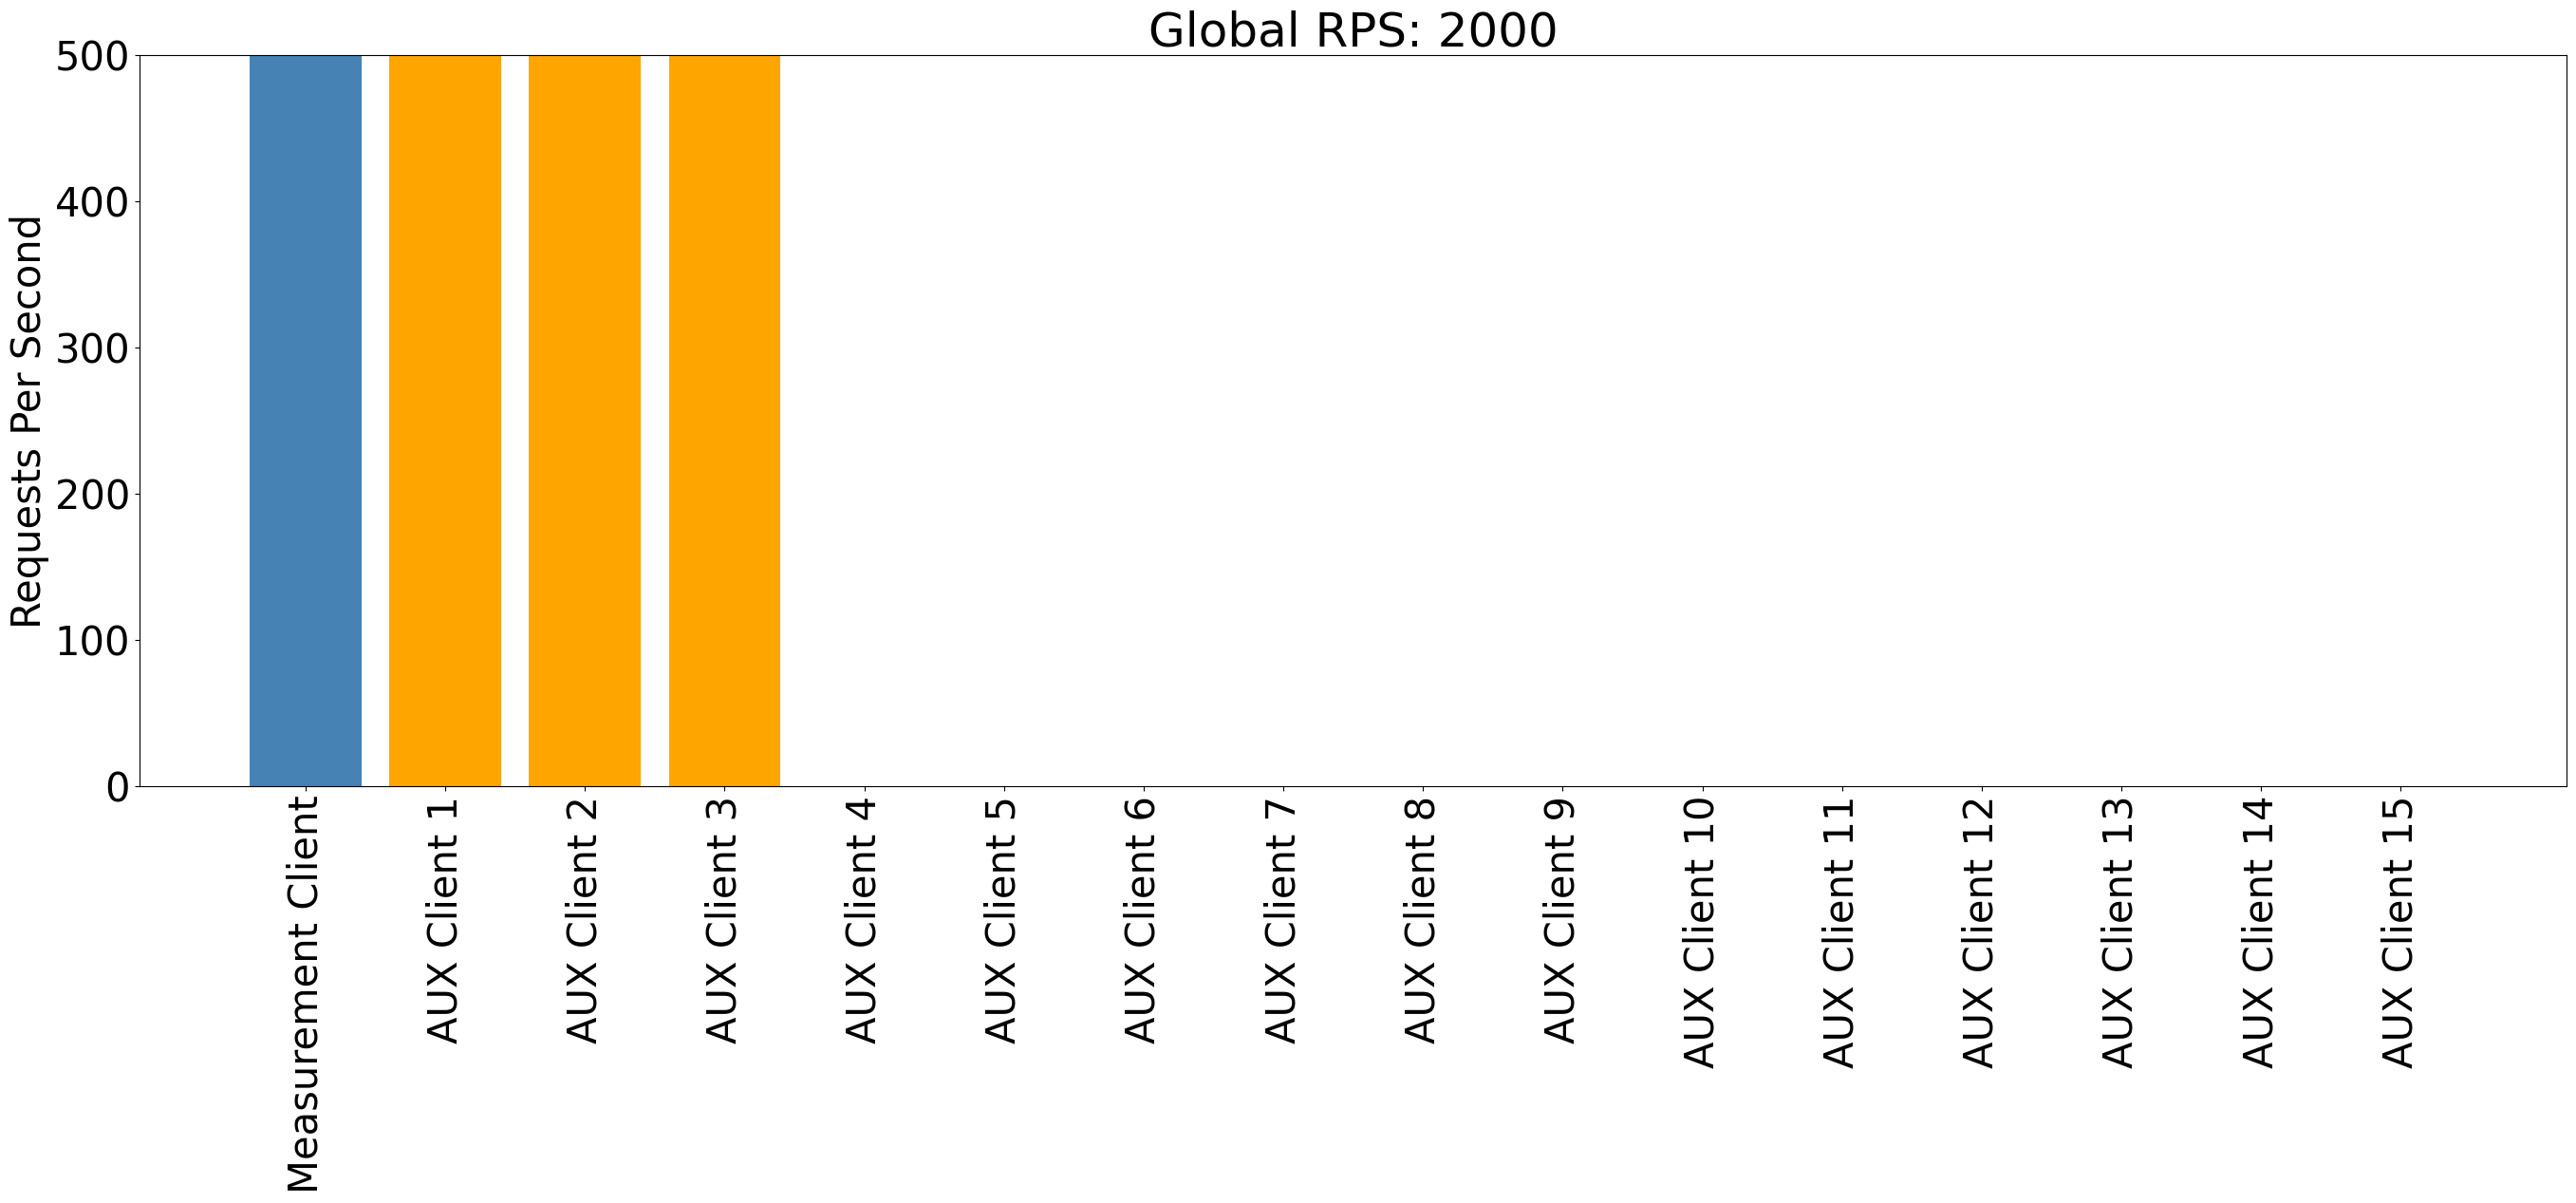 Global RPS: 2000
Requests Per Second
500
400
300
200
100
0
Measurement Client
AUX Client 1
AUX Client 2
AUX Client 3
AUX Client 4
AUX Client 5
AUX Client 6
AUX Client 7
AUX Client 8
AUX Client 9
AUX Client 10
AUX Client 11
AUX Client 12
AUX Client 13
AUX Client 14
AUX Client 15